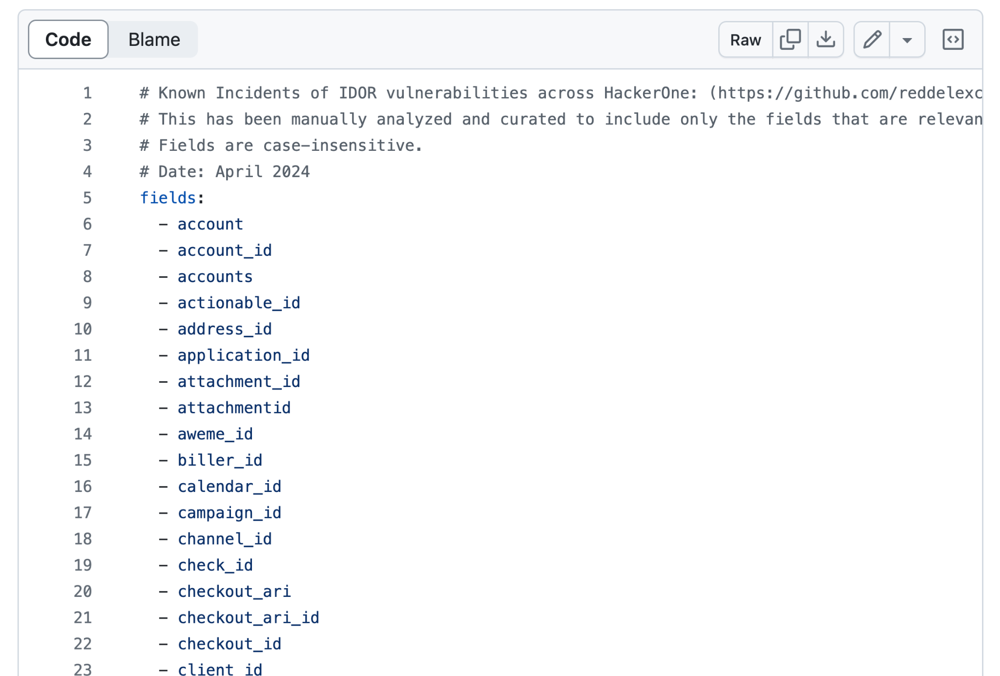 Code Blame Raw
1 # Known Incidents of IDOR vulnerabilities across HackerOne: (https://github.com/reddelexc
2 # This has been manually analyzed and curated to include only the fields that are relevan
3 # Fields are case-insensitive.
4 # Date: April 2024
5 fields:
6 - account
7 - account_id
8 - accounts
9 - actionable_id
10 - address_id
11 - application_id
12 - attachment_id
13 - attachmentid
14 - aweme_id
15 - biller_id
16 - calendar_id
17 - campaign_id
18 - channel_id
19 - check_id
20 - checkout_ari
21 - checkout_ari_id
22 - checkout_id
23 - client_id